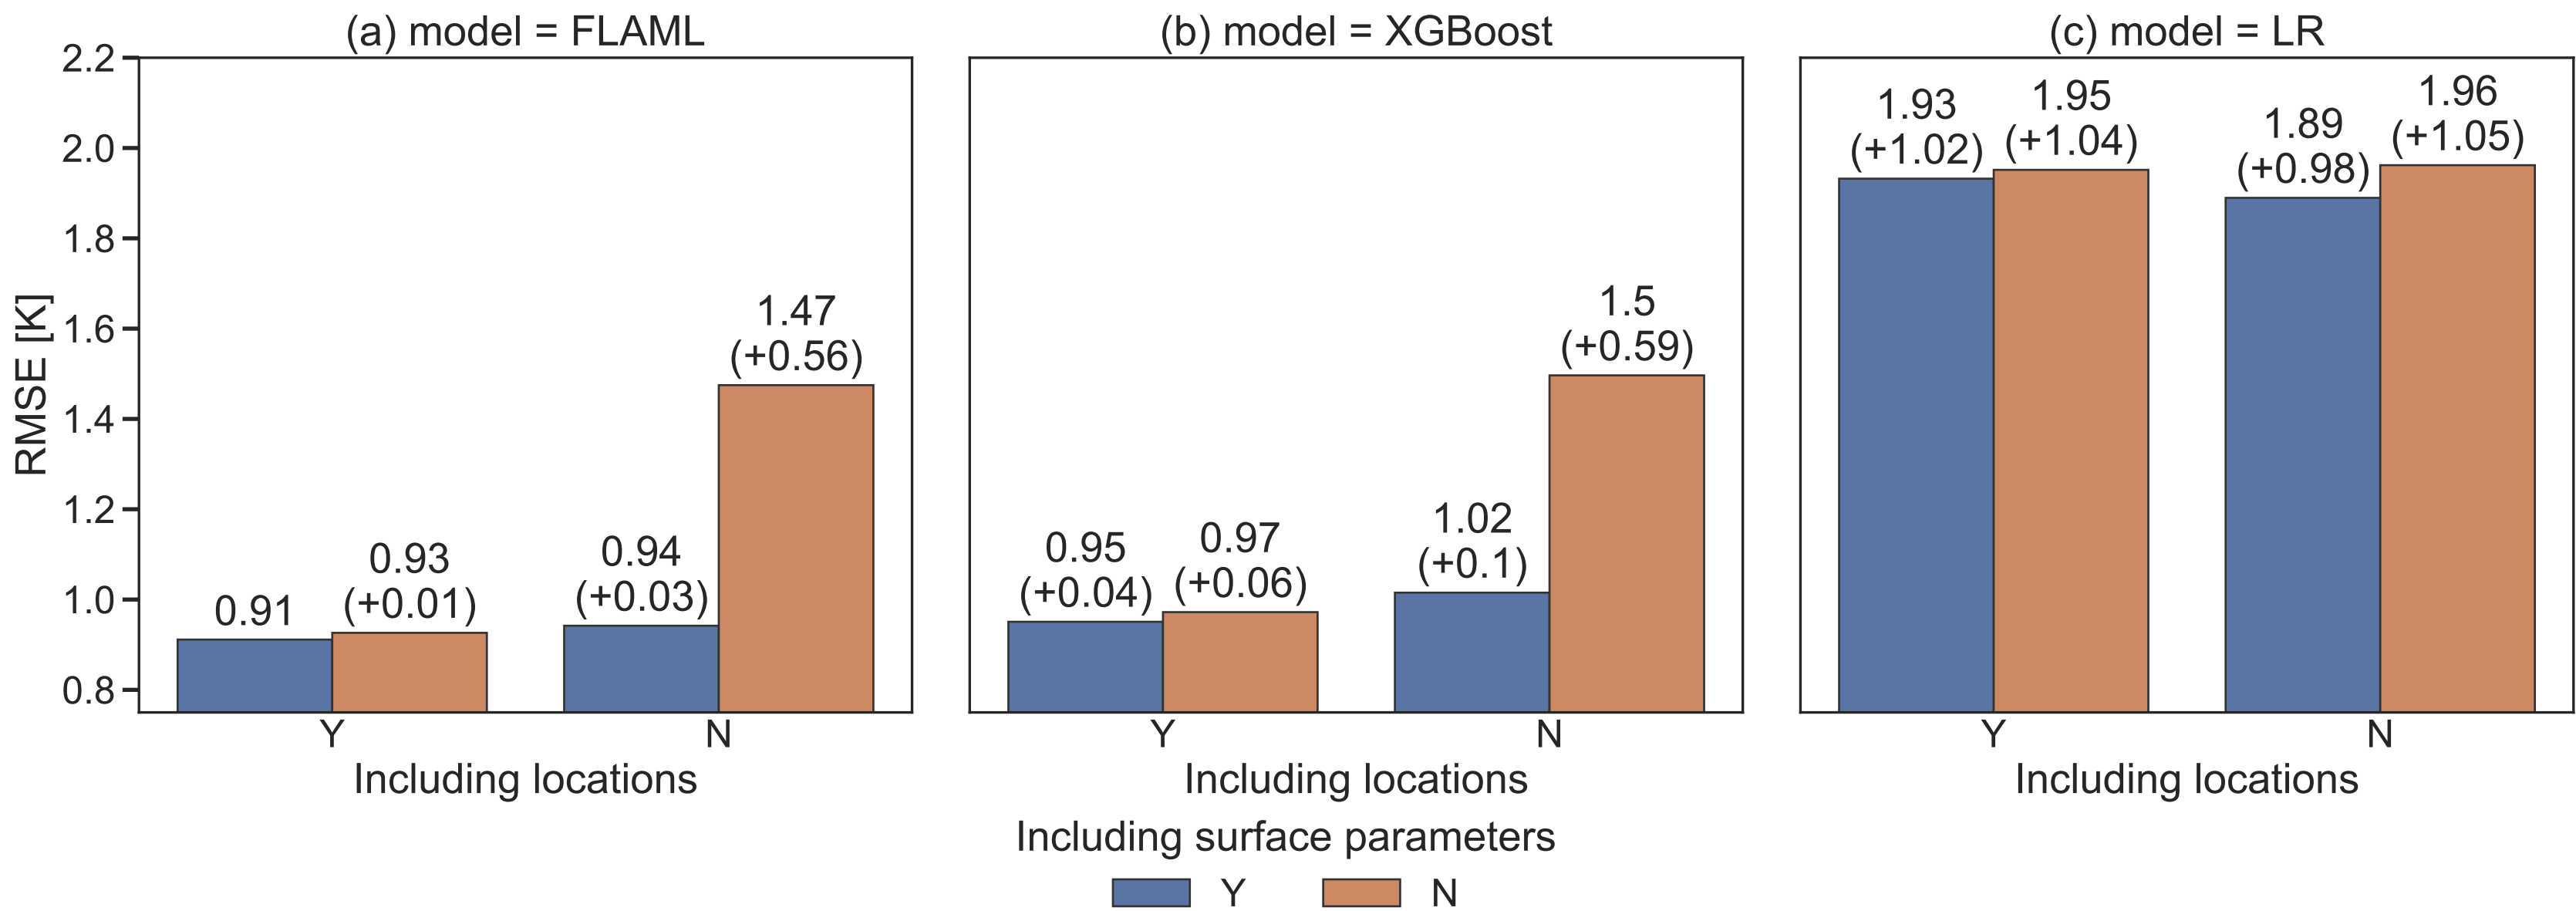 (a) model = FLAML
(b) model = XGBoost
(c) model = LR
RMSE [K]
2.2
2.0
1.8
1.6
1.4
1.2
1.0
0.8
0.91
0.93
(+0.01)
0.94
(+0.03)
1.47
(+0.56)
Y
N
Including locations
0.95
(+0.04)
0.97
(+0.06)
1.02
(+0.1)
1.5
(+0.59)
Y
N
Including locations
1.93
(+1.02)
1.95
(+1.04)
1.89
(+0.98)
1.96
(+1.05)
Y
N
Including locations
Including surface parameters
Y
N